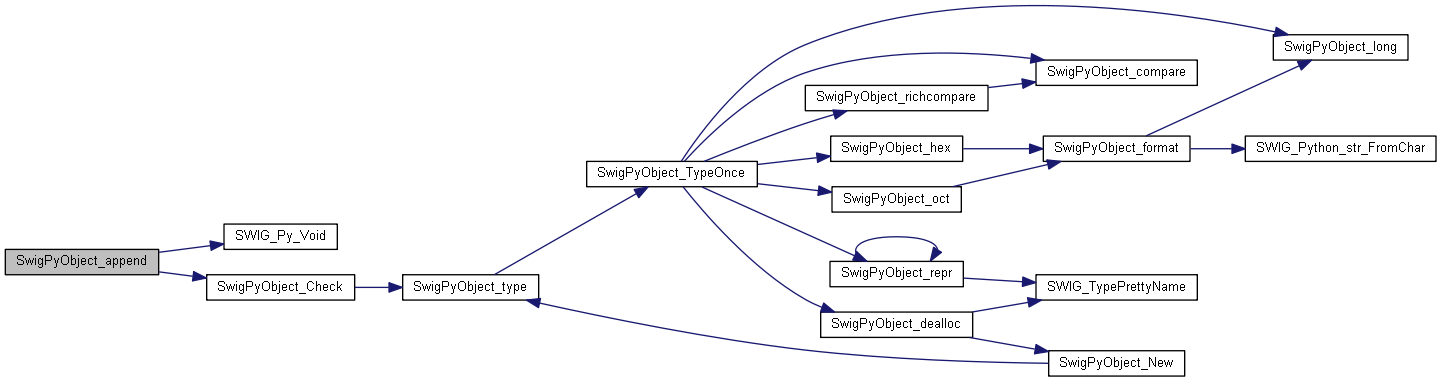 SwigPyObject_append
SWIG_Py_Void
SwigPyObject_Check
SwigPyObject_type
SwigPyObject_TypeOnce
SwigPyObject_long
SwigPyObject_compare
SwigPyObject_richcompare
SwigPyObject_hex
SwigPyObject_format
SWIG_Python_str_FromChar
SwigPyObject_oct
SwigPyObject_repr
SWIG_TypePrettyName
SwigPyObject_dealloc
SwigPyObject_New